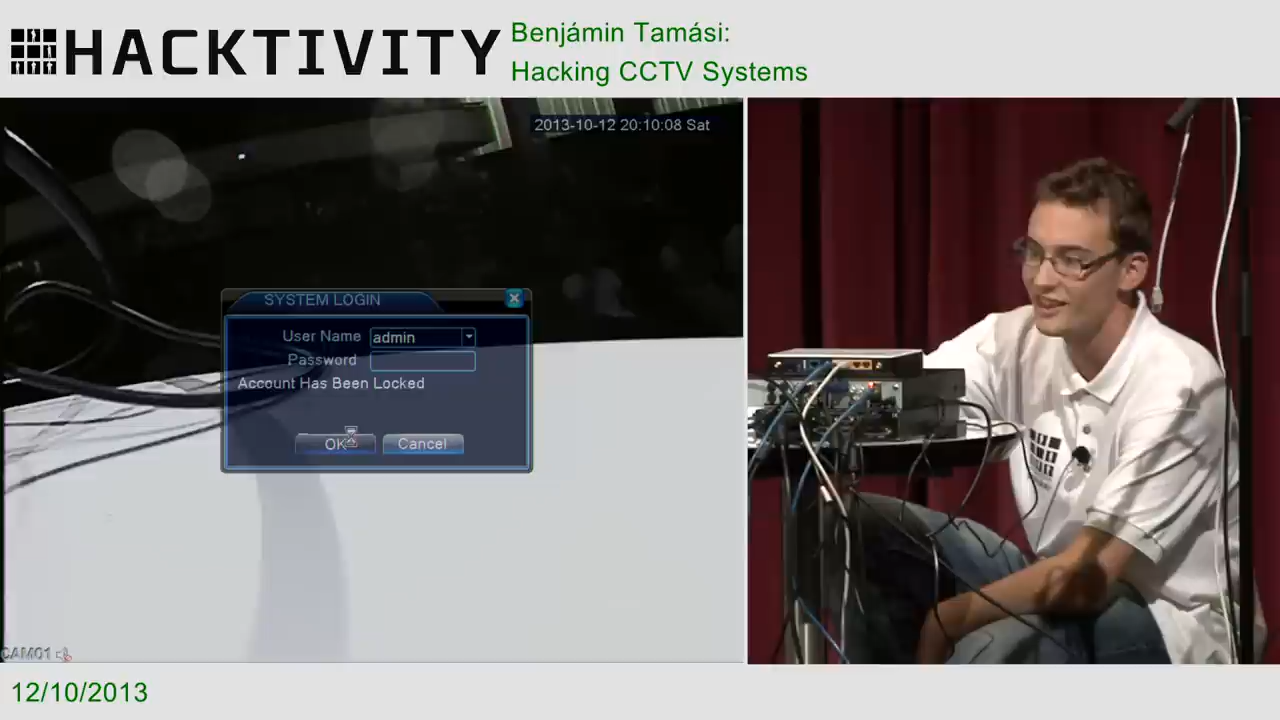 HACKTIVITY
Benjámin Tamási:
Hacking CCTV Systems
2013-10-12 20:10:08 Sat
SYSTEM LOGIN
User Name admin
Password
Account Has Been Locked
OK Cancel
CAM01
12/10/2013